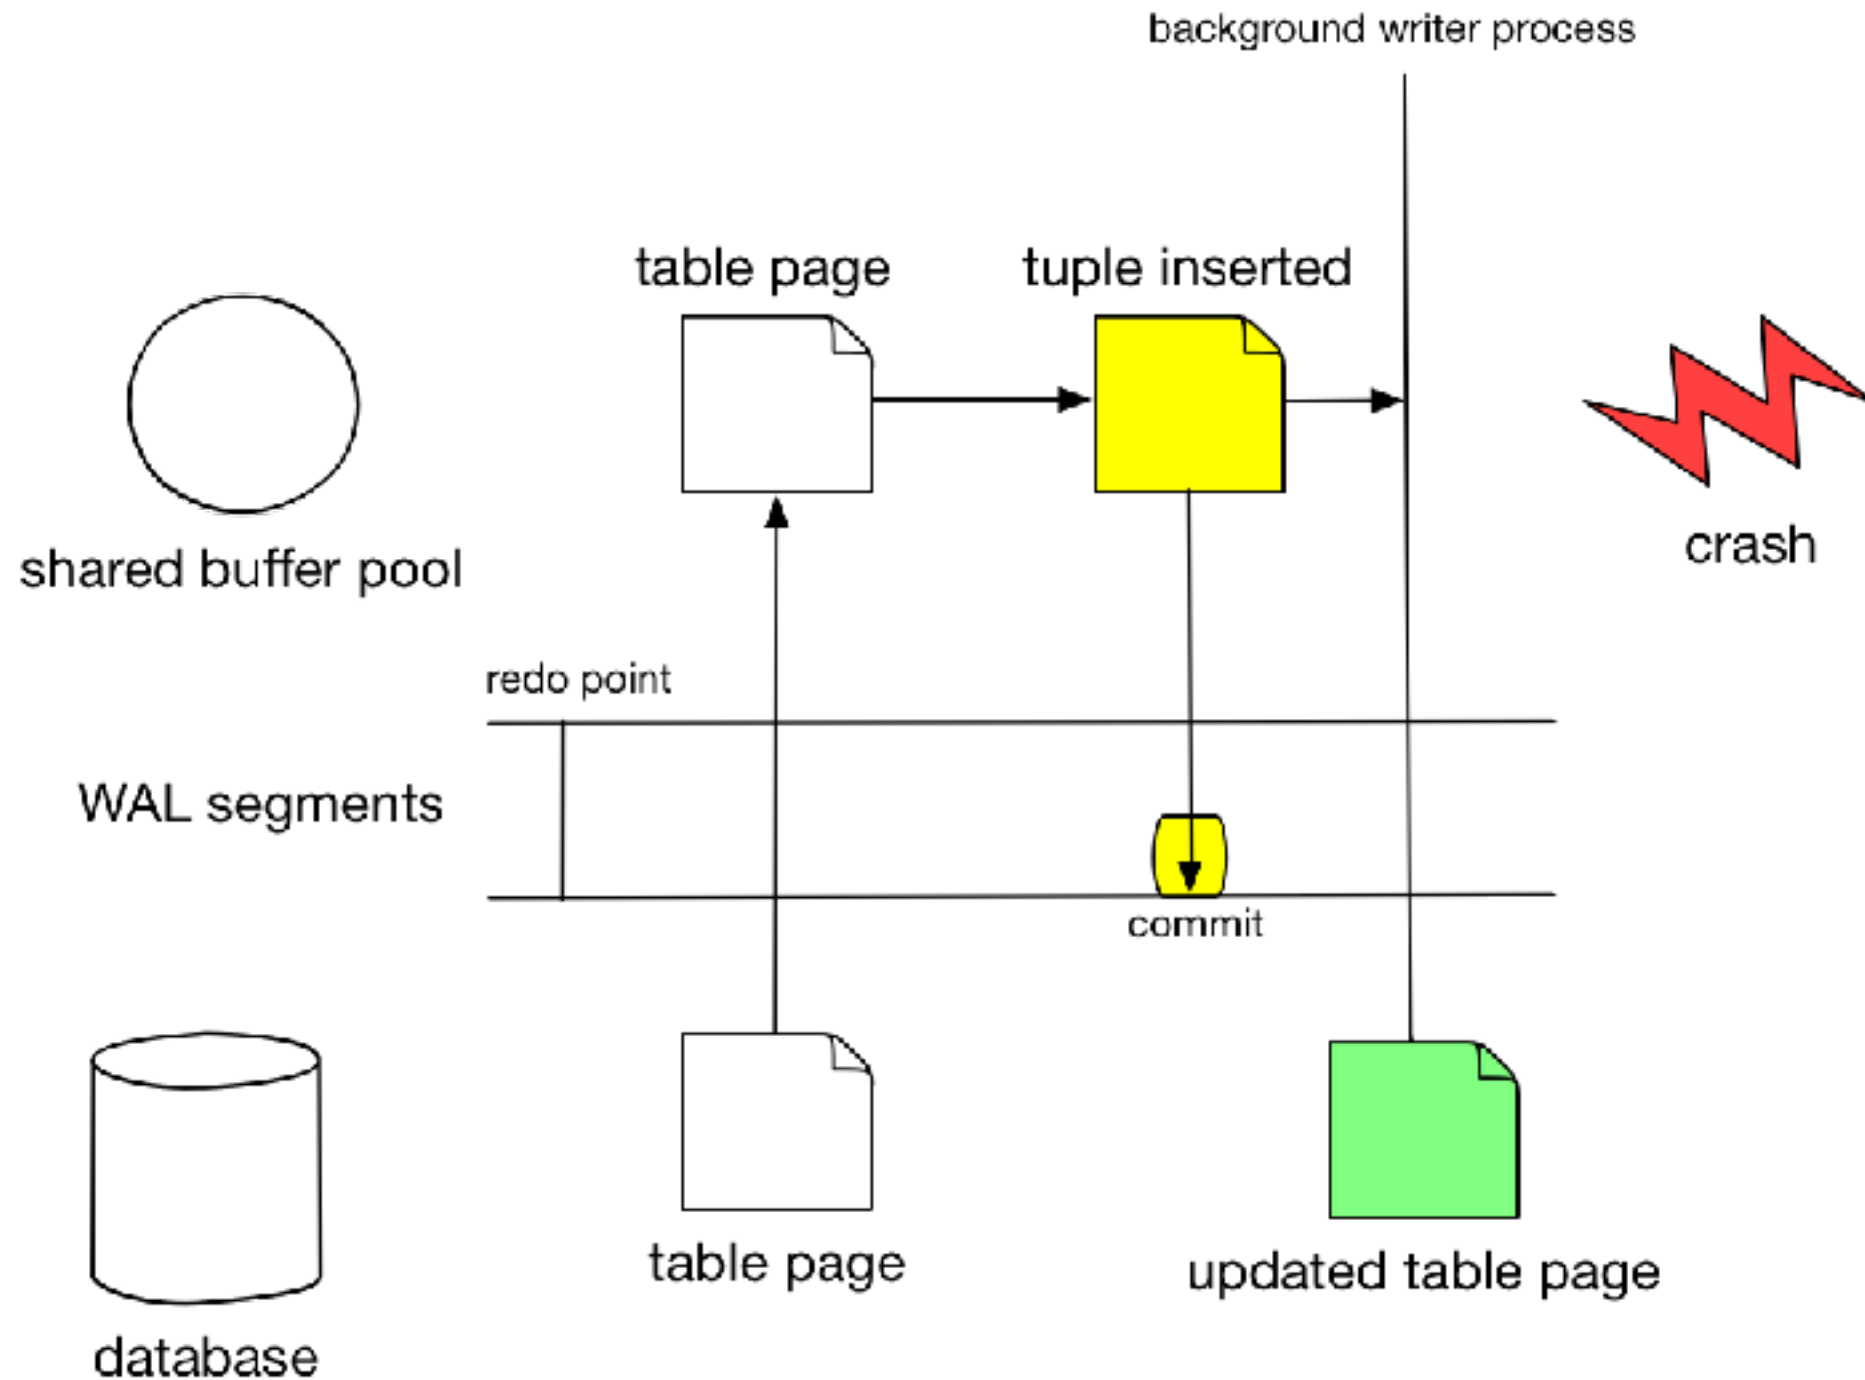 background writer process
table page
tuple inserted
shared buffer pool
crash
redo point
WAL segments
commit
table page
updated table page
database